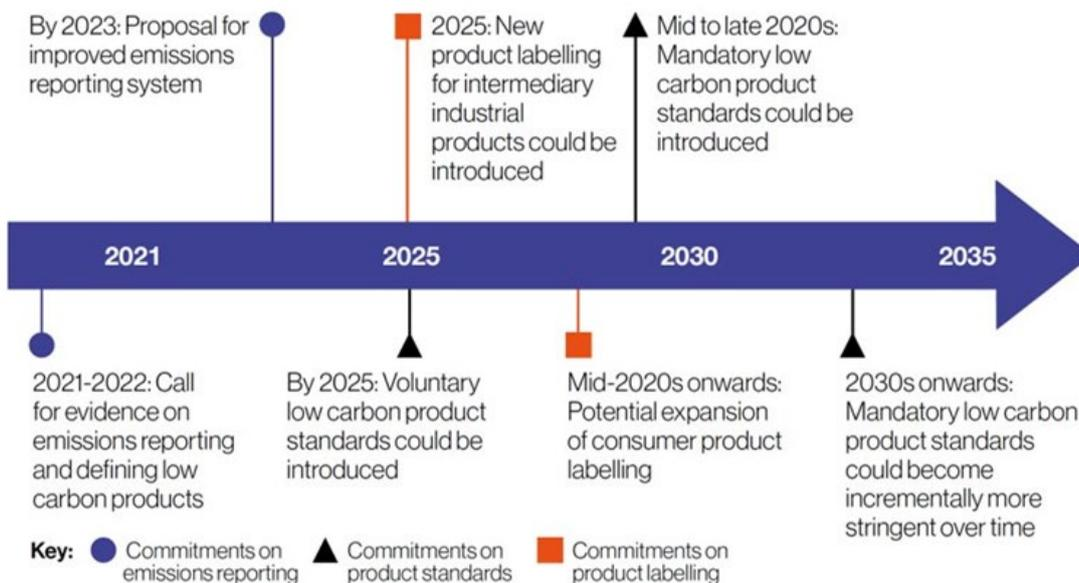 By 2023: Proposal for
improved emissions
reporting system
2025: New
product labelling
for intermediary
industrial
products could be
introduced
Mid to late 2020s:
Mandatory low
carbon product
standards could be
introduced
2021
2025
2030
2035
2021-2022: Call
for evidence on
emissions reporting
and defining low
carbon products
By 2025: Voluntary
low carbon product
standards could be
introduced
Mid-2020s onwards:
Potential expansion
of consumer product
labelling
2030s onwards:
Mandatory low carbon
product standards
could become
incrementally more
stringent over time
Key:
Commitments on
emissions reporting
Commitments on
product standards
Commitments on
product labelling